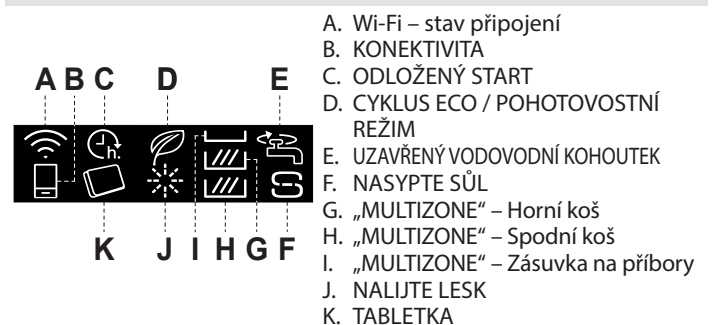 A B C D E
h.
K J I H G F
A. Wi-Fi – stav připojení
B. KONEKTIVITA
C. ODLOŽENÝ START
D. CYKLUS ECO / POHOTOVOSTNÍ
REŽIM
E. UZAVŘENÝ VODOVODNÍ KOHOUTEK
F. NASYPTE SŮL
G. „MULTIZONE“ – Horní koš
H. „MULTIZONE“ – Spodní koš
I. „MULTIZONE“ – Zásuvka na příbory
J. NALIJTE LESK
K. TABLETKA